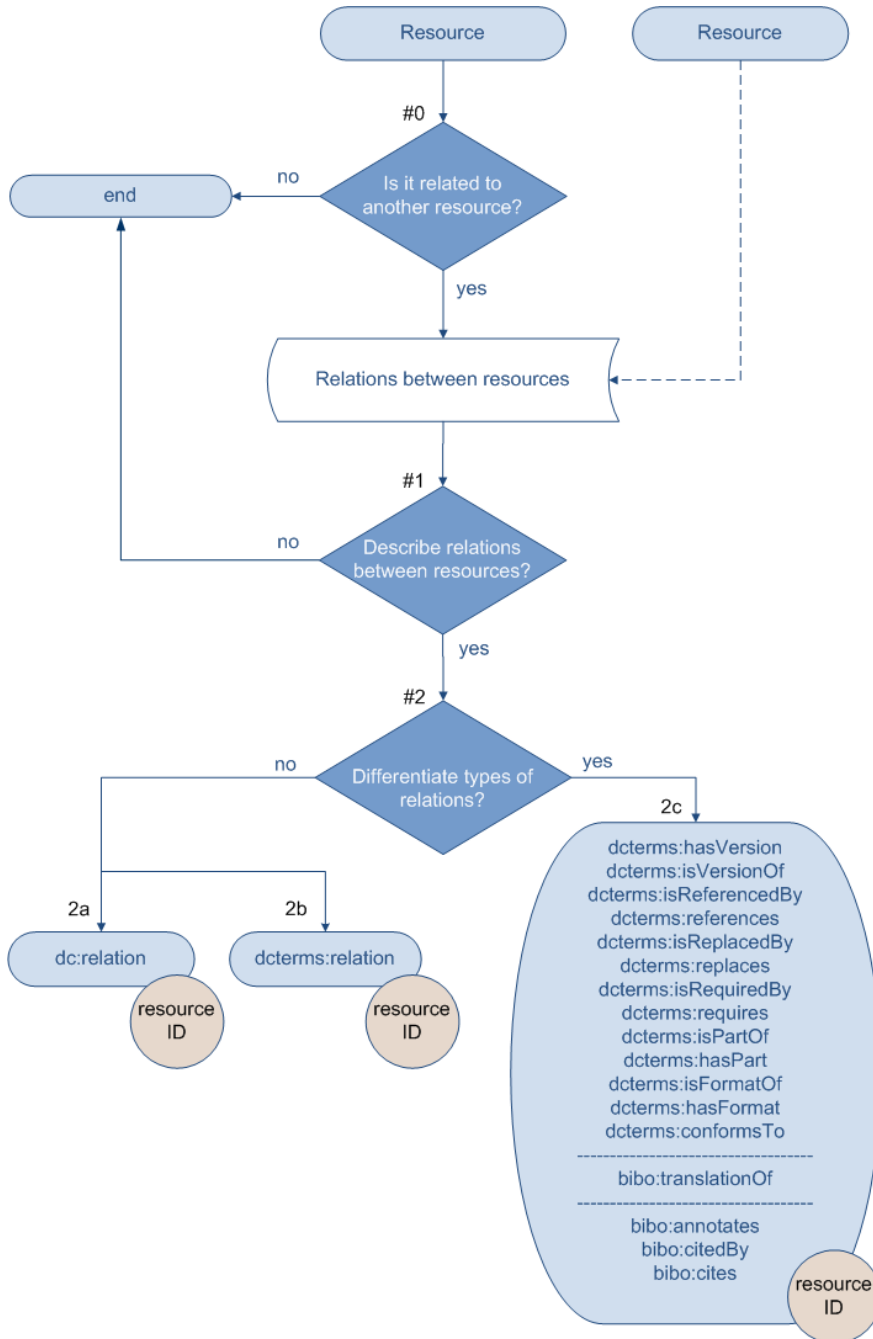 Resource
Resource
#0
Is it related to
another resource?
no
end
yes
Relations between resources
#1
Describe relations
between resources?
no
yes
#2
Differentiate types of
relations?
no
yes
2a
dc:relation
resource
ID
2b
dcterms:relation
resource
ID
2c
dcterms:hasVersion
dcterms:isVersionOf
dcterms:isReferencedBy
dcterms:references
dcterms:isReplacedBy
dcterms:replaces
dcterms:isRequiredBy
dcterms:requires
dcterms:isPartOf
dcterms:hasPart
dcterms:isFormatOf
dcterms:hasFormat
dcterms:conformsTo
------------------------------------
bibo:translationOf
------------------------------------
bibo:annotates
bibo:citedBy
bibo:cites
resource
ID